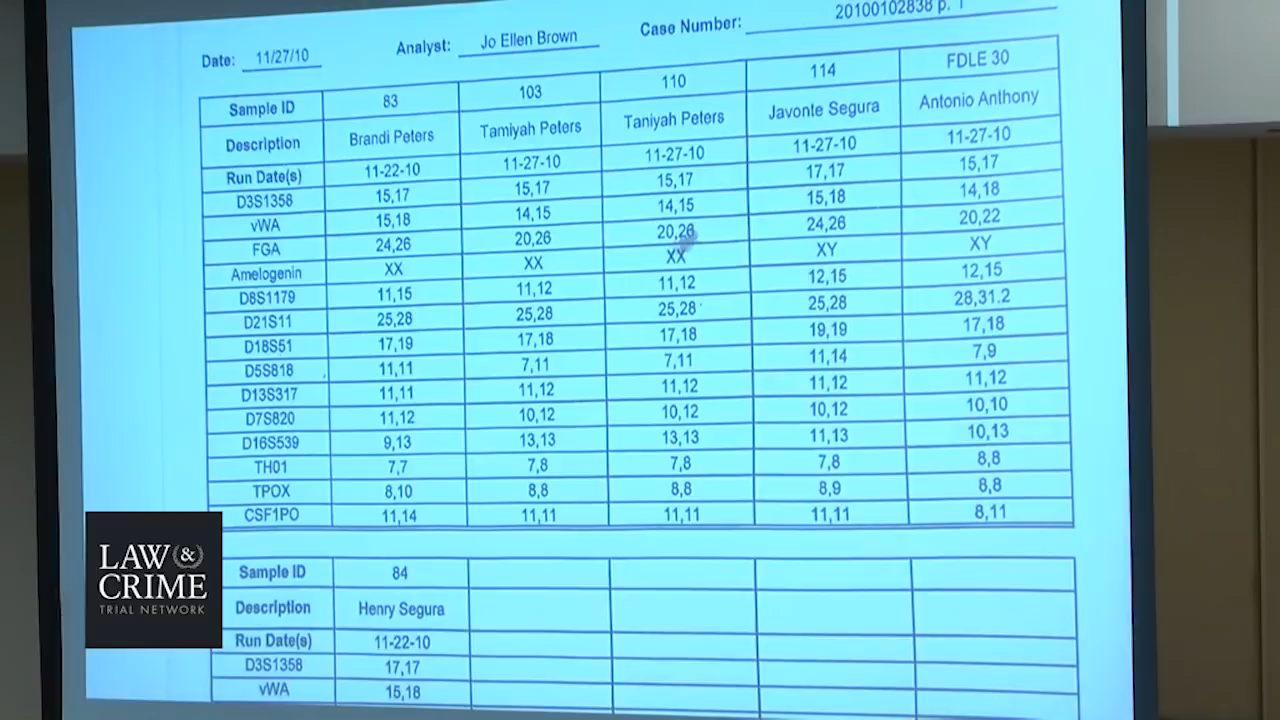 Date: 11/27/10 Analyst: Jo Ellen Brown Case Number: 20100102838 p. 1
Sample ID 83 103 110 114 FDLE 30
Description Brandi Peters Tamiyah Peters Taniyah Peters Javonte Segura Antonio Anthony
Run Date(s) 11-22-10 11-27-10 11-27-10 11-27-10 11-27-10
D3S1358 15,17 15,17 15,17 17,17 15,17
vWA 15,18 14,15 14,15 15,18 14,18
FGA 24,26 20,26 20,26 24,26 20,22
Amelogenin XX XX XX XY XY
D8S1179 11,15 11,12 11,12 12,15 12,15
D21S11 25,28 25,28 25,28 25,28 28,31.2
D18S51 17,19 17,18 17,18 19,19 17,18
D5S818 11,11 7,11 7,11 11,14 7,9
D13S317 11,11 11,12 11,12 11,12 11,12
D7S820 11,12 10,12 10,12 10,12 10,10
D16S539 9,13 13,13 13,13 11,13 10,13
TH01 7,7 7,8 7,8 7,8 8,8
TPOX 8,10 8,8 8,8 8,9 8,8
CSF1PO 11,14 11,11 11,11 11,11 8,11
Sample ID 84
Description Henry Segura
Run Date(s) 11-22-10
D3S1358 17,17
vWA 15,18
LAW &
CRIME
TRIAL NETWORK